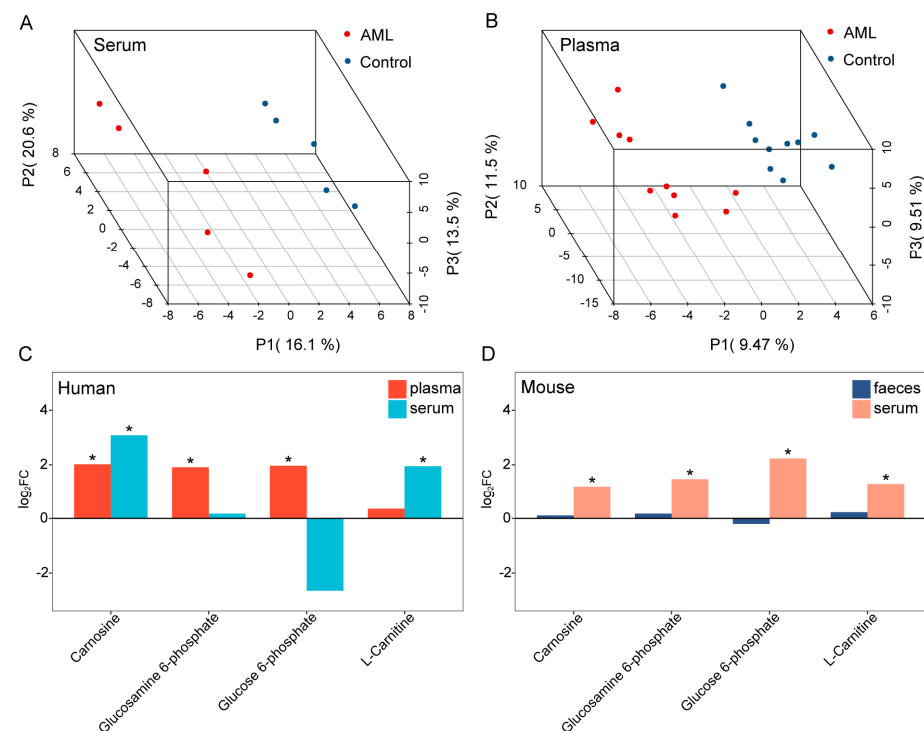 A
Serum
AML
Control
P2( 20.6 %)
8
6
4
2
0
-2
-4
-6
-8
-8
-6
-4
-2
0
2
4
6
8
P1( 16.1 %)
10
5
0
-5
-10
P3( 13.5 %)
B
Plasma
AML
Control
P2( 11.5 %)
10
5
0
-5
-10
-15
-8
-6
-4
-2
0
2
4
6
P1( 9.47 %)
10
5
0
-5
-10
P3( 9.51 %)
C
Human
plasma
serum
log2FC
4
2
0
-2
*
*
*
*
*
Carnosine
Glucosamine 6-phosphate
Glucose 6-phosphate
L-Carnitine
D
Mouse
faeces
serum
log2FC
4
2
0
-2
*
*
*
*
Carnosine
Glucosamine 6-phosphate
Glucose 6-phosphate
L-Carnitine